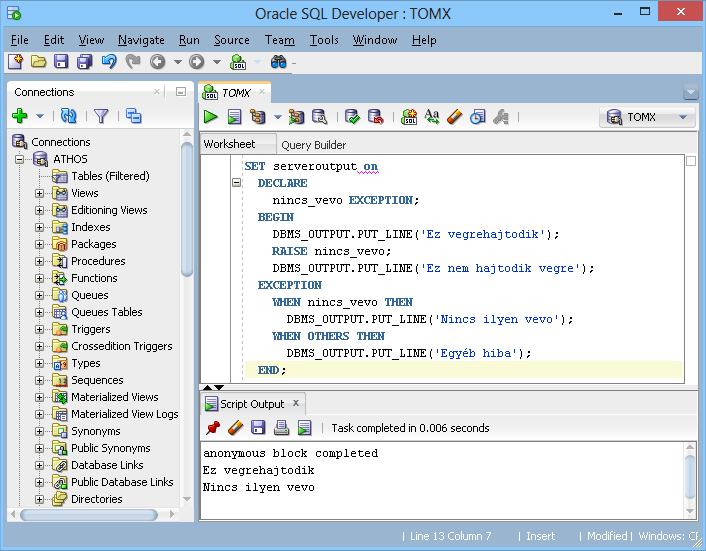 Oracle SQL Developer : TOMX
File Edit View Navigate Run Source Team Tools Window Help
Connections
Connections
ATHOS
Tables (Filtered)
Views
Editioning Views
Indexes
Packages
Procedures
Functions
Queues
Queues Tables
Triggers
Crossedition Triggers
Types
Sequences
Materialized Views
Materialized View Logs
Synonyms
Public Synonyms
Database Links
Public Database Links
Directories
TOMX
SQL
TOMX
Worksheet Query Builder
SET serveroutput on
DECLARE
nincs_vevo EXCEPTION;
BEGIN
DBMS_OUTPUT.PUT_LINE('Ez vegrehajtodik');
RAISE nincs_vevo;
DBMS_OUTPUT.PUT_LINE('Ez nem hajtodik vegre');
EXCEPTION
WHEN nincs_vevo THEN
DBMS_OUTPUT.PUT_LINE('Nincs ilyen vevo');
WHEN OTHERS THEN
DBMS_OUTPUT.PUT_LINE('Egyéb hiba');
END;
Script Output
Task completed in 0.006 seconds
anonymous block completed
Ez vegrehajtodik
Nincs ilyen vevo
Line 13 Column 7 | Insert | Modified | Windows: CF